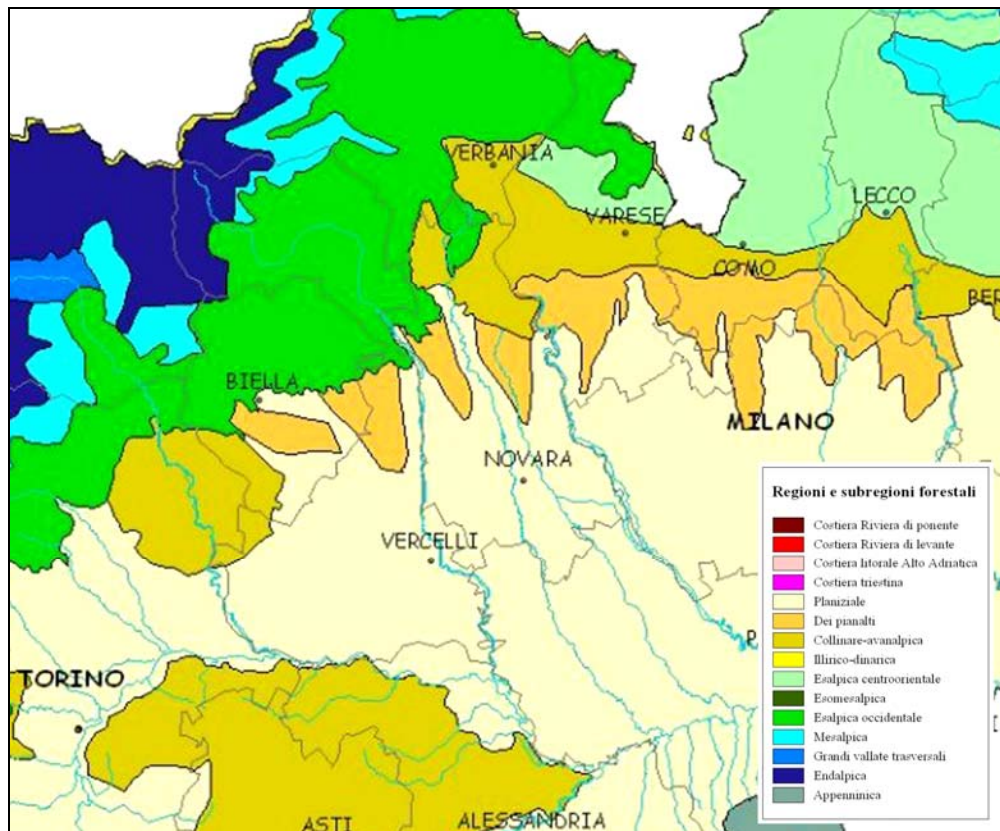 VERBANIA
LECCO
VARESE
COMO
BER
BIELLA
MILANO
NOVARA
VERCELLI
TORINO
ASTI
ALESSANDRIA
Regioni e subregioni forestali
Costiera Riviera di ponente
Costiera Riviera di levante
Costiera litorale Alto Adriatica
Costiera triestina
Planiziale
Dei pianalti
Collinare-avanalpica
Illirico-dinarica
Esalpica centroorientale
Esomesalpica
Esalpica occidentale
Mesalpica
Grandi vallate trasversali
Endalpica
Appenninica